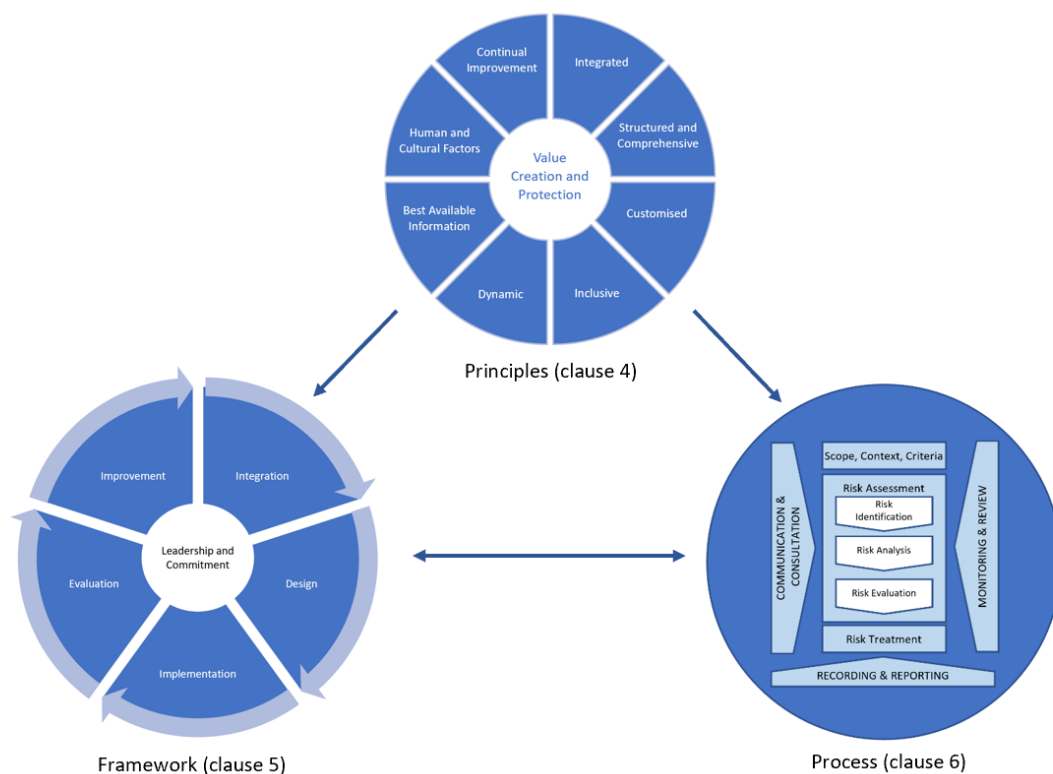 Continual
Improvement
Integrated
Human and
Cultural Factors
Structured and
Comprehensive
Value
Creation and
Protection
Best Available
Information
Customised
Dynamic
Inclusive
Principles (clause 4)
Improvement
Integration
Leadership and
Commitment
Evaluation
Design
Implementation
Framework (clause 5)
Scope, Context, Criteria
Risk Assessment
Risk
Identification
Risk Analysis
Risk Evaluation
Risk Treatment
COMMUNICATION &
CONSULTATION
MONITORING & REVIEW
RECORDING & REPORTING
Process (clause 6)